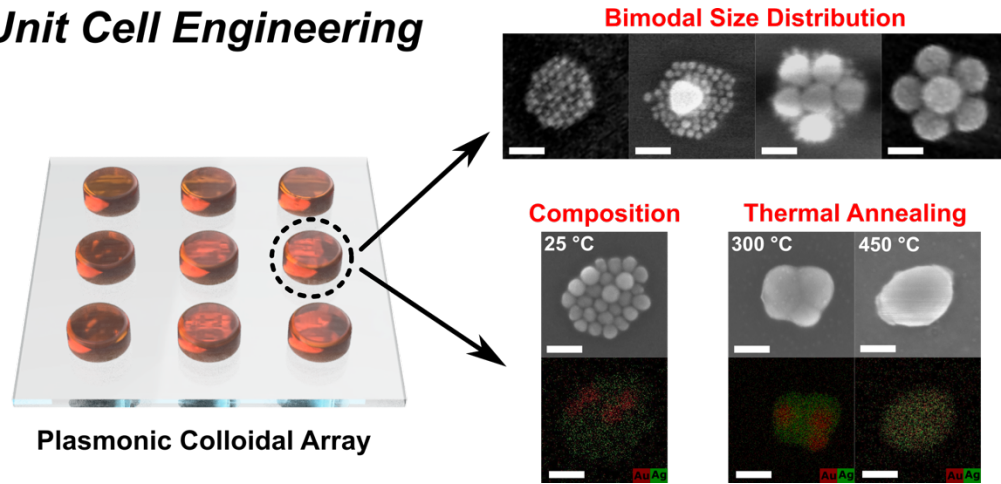 Unit Cell Engineering
Bimodal Size Distribution
Composition
Thermal Annealing
25 °C
300 °C
450 °C
Au Ag
Au Ag
Au Ag
Plasmonic Colloidal Array